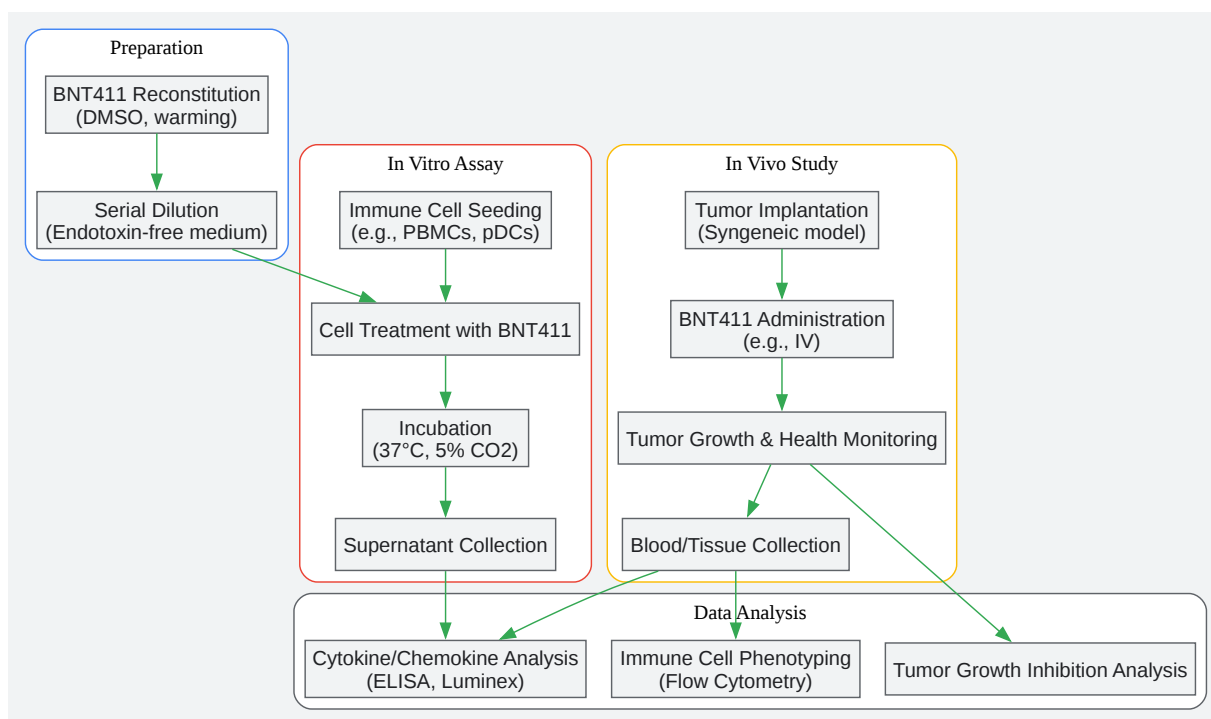 Preparation
BNT411 Reconstitution
(DMSO, warming)
Serial Dilution
(Endotoxin-free medium)
In Vitro Assay
Immune Cell Seeding
(e.g., PBMCs, pDCs)
Cell Treatment with BNT411
Incubation
(37°C, 5% CO2)
Supernatant Collection
In Vivo Study
Tumor Implantation
(Syngeneic model)
BNT411 Administration
(e.g., IV)
Tumor Growth & Health Monitoring
Blood/Tissue Collection
Data Analysis
Cytokine/Chemokine Analysis
(ELISA, Luminex)
Immune Cell Phenotyping
(Flow Cytometry)
Tumor Growth Inhibition Analysis